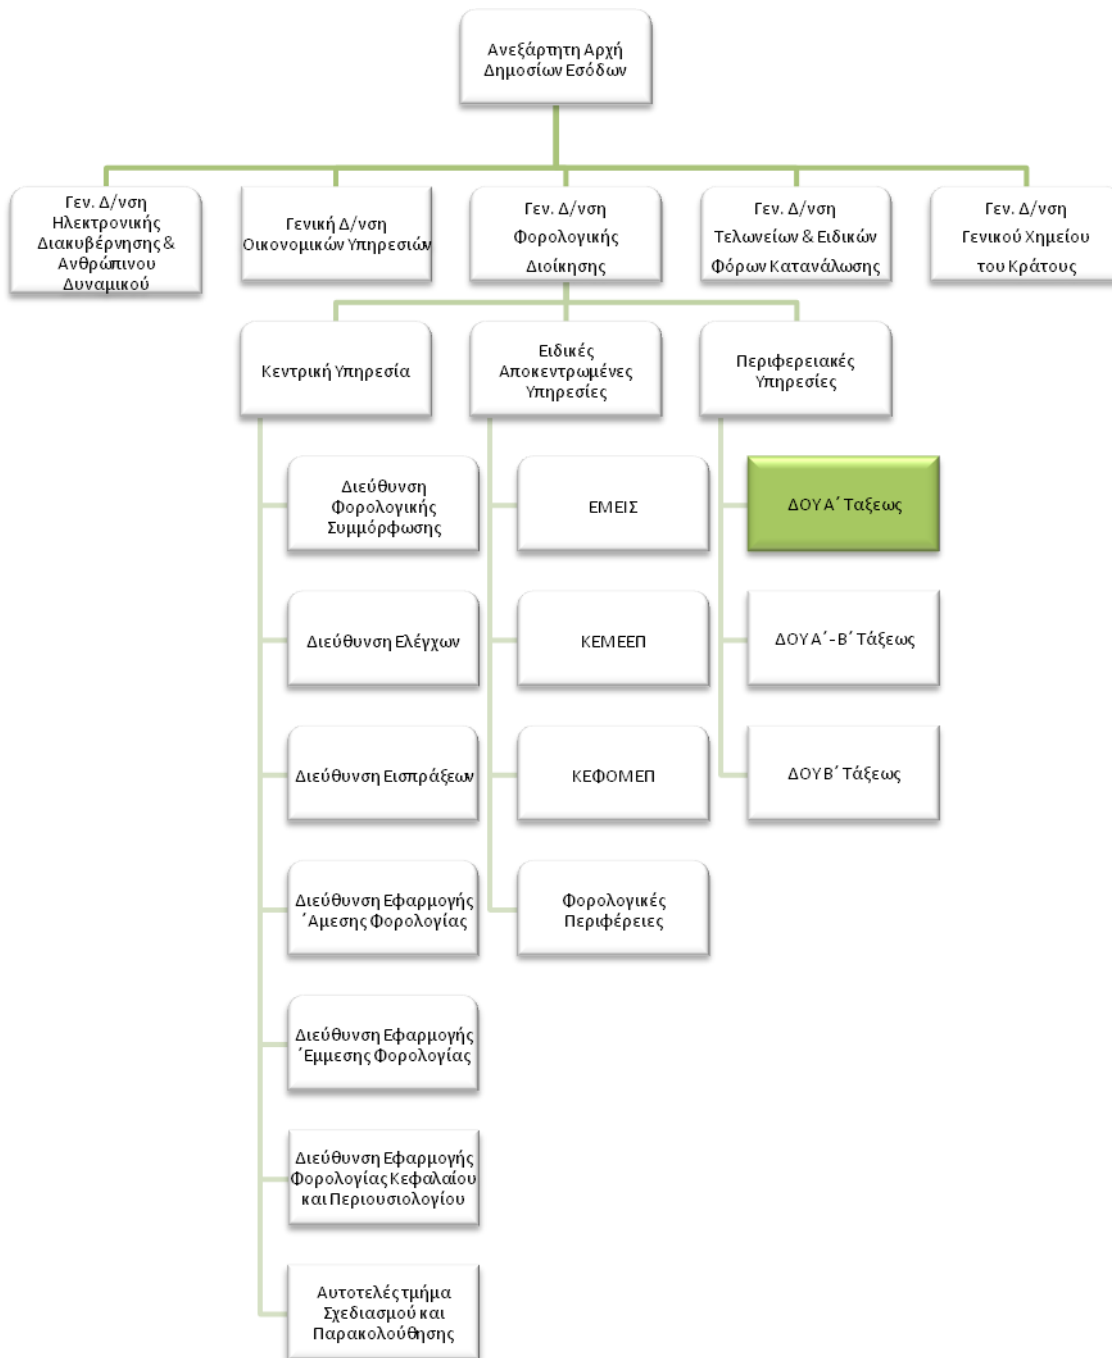 Ανεξάρτητη Αρχή
Δημοσίων Εσόδων
Γεν. Δ/νση
Ηλεκτρονικής
Διακυβέρνησης &
Ανθρώπινου
Δυναμικού
Γενική Δ/νση
Οικονομικών Υπηρεσιών
Γεν. Δ/νση
Φορολογικής
Διοίκησης
Γεν. Δ/νση
Τελωνείων & Ειδικών
Φόρων Κατανάλωσης
Γεν. Δ/νση
Γενικού Χημείου
του Κράτους
Κεντρική Υπηρεσία
Ειδικές
Αποκεντρωμένες
Υπηρεσίες
Περιφερειακές
Υπηρεσίες
Διεύθυνση
Φορολογικής
Συμμόρφωσης
Διεύθυνση Ελέγχων
Διεύθυνση Εισπράξεων
Διεύθυνση Εφαρμογής
΄Αμεσης Φορολογίας
Διεύθυνση Εφαρμογής
΄Εμμεσης Φορολογίας
Διεύθυνση Εφαρμογής
Φορολογίας Κεφαλαίου
και Περιουσιολογίου
Αυτοτελές τμήμα
Σχεδιασμού και
Παρακολούθησης
ΕΜΕΙΣ
ΚΕΜΕΕΠ
ΚΕΦΟΜΕΠ
Φορολογικές
Περιφέρειες
ΔΟΥ Α΄ Ταξεως
ΔΟΥ Α΄- Β΄ Τάξεως
ΔΟΥ Β΄ Τάξεως